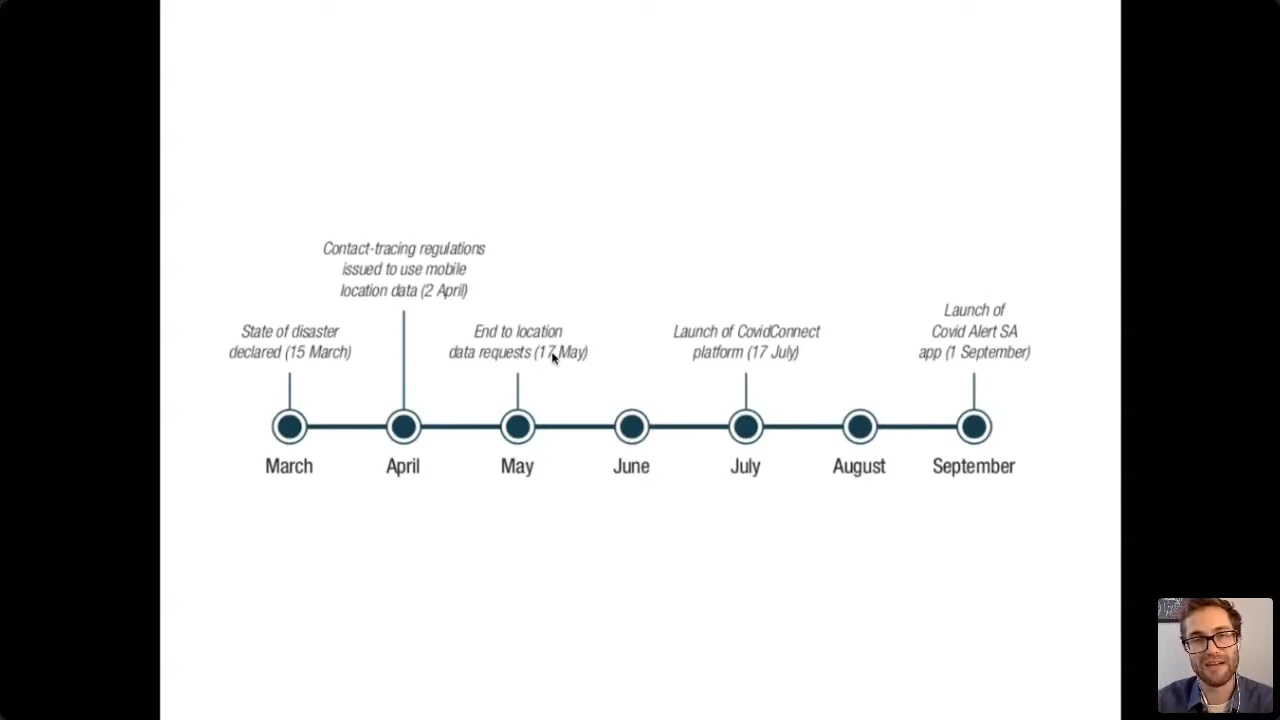 Contact-tracing regulations
issued to use mobile
location data (2 April)
State of disaster
declared (15 March)
End to location
data requests (17 May)
Launch of CovidConnect
platform (17 July)
Launch of
Covid Alert SA
app (1 September)
March
April
May
June
July
August
September